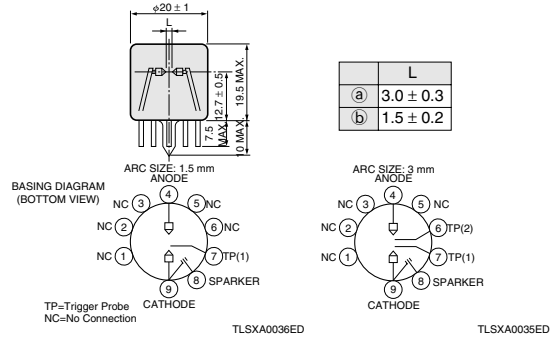 φ20 ± 1
L
12.7 ± 0.5
19.5 MAX.
7.5 MAX.
10 MAX.
L
ⓐ 3.0 ± 0.3
ⓑ 1.5 ± 0.2
BASING DIAGRAM
(BOTTOM VIEW)
ARC SIZE: 1.5 mm
ANODE
4
NC 3
5 NC
NC 2
6 NC
NC 1
7 TP(1)
8 SPARKER
9
CATHODE
TP=Trigger Probe
NC=No Connection
TLSXA0036ED
ARC SIZE: 3 mm
ANODE
4
NC 3
5 NC
NC 2
6 TP(2)
NC 1
7 TP(1)
8 SPARKER
9
CATHODE
TLSXA0035ED